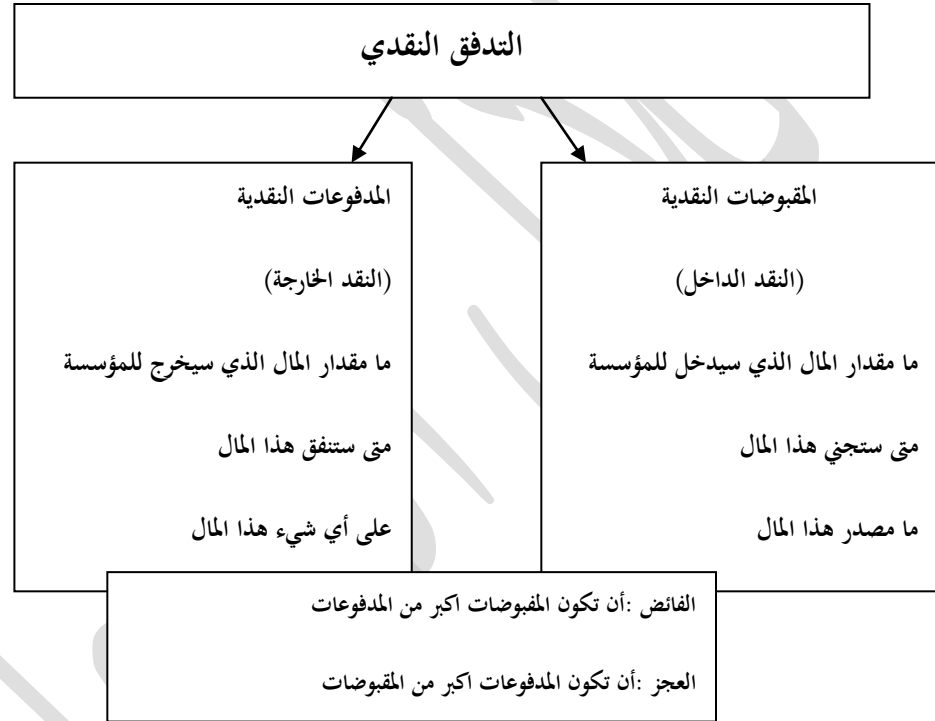 التدفق النقدي
المقبوضات النقدية
(النقد الداخل)
ما مقدار المال الذي سيدخل للمؤسسة
متى ستجني هذا المال
ما مصدر هذا المال
المدفوعات النقدية
(النقد الخارجة)
ما مقدار المال الذي سيخرج للمؤسسة
متى ستنفق هذا المال
على أي شيء هذا المال
الفائض :أن تكون المفبوضات اكبر من المدفوعات
العجز :أن تكون المدفوعات اكبر من المقبوضات